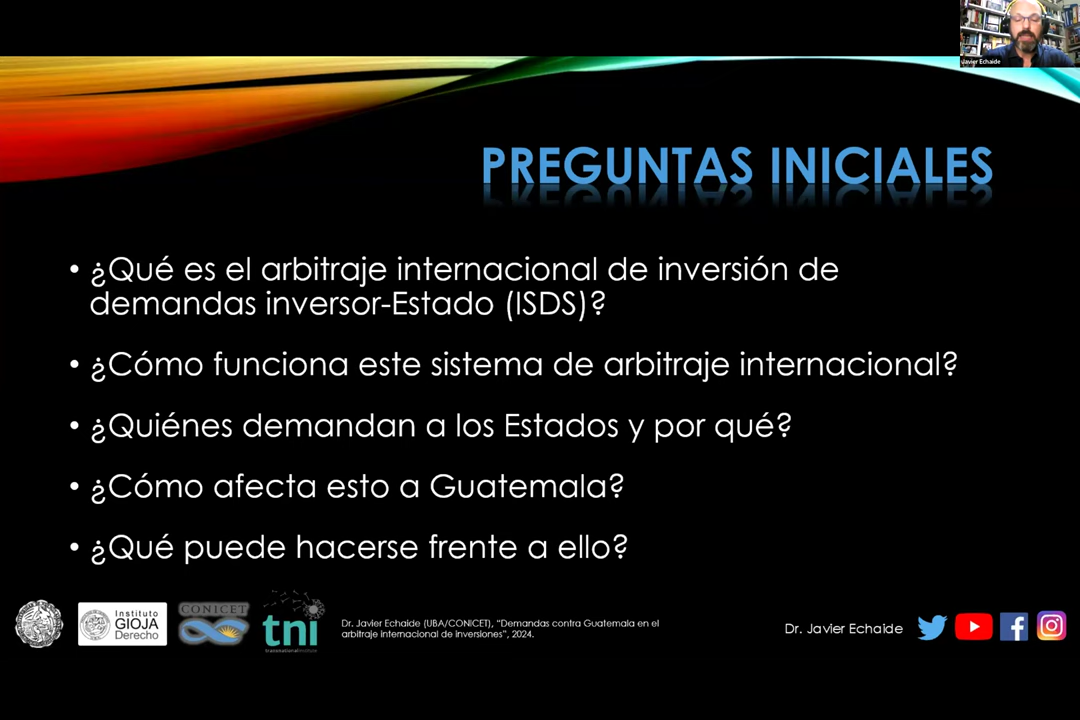 Javier Echaide
PREGUNTAS INICIALES
• ¿Qué es el arbitraje internacional de inversión de
demandas inversor-Estado (ISDS)?
• ¿Cómo funciona este sistema de arbitraje internacional?
• ¿Quiénes demandan a los Estados y por qué?
• ¿Cómo afecta esto a Guatemala?
• ¿Qué puede hacerse frente a ello?
Instituto
GIOJA
Derecho
CONICET
tni
transnationalinstitute
Dr. Javier Echaide (UBA/CONICET), “Demandas contra Guatemala en el
arbitraje internacional de inversiones”, 2024.
Dr. Javier Echaide